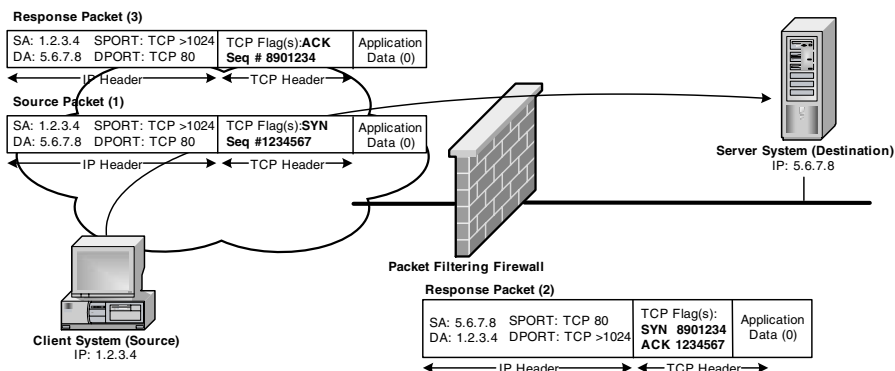 Response Packet (3)
SA: 1.2.3.4 SPORT: TCP >1024 TCP Flag(s):ACK Application
DA: 5.6.7.8 DPORT: TCP 80 Seq # 8901234 Data (0)
IP Header TCP Header
Source Packet (1)
SA: 1.2.3.4 SPORT: TCP >1024 TCP Flag(s):SYN Application
DA: 5.6.7.8 DPORT: TCP 80 Seq #1234567 Data (0)
IP Header TCP Header
Server System (Destination)
IP: 5.6.7.8
Packet Filtering Firewall
Client System (Source)
IP: 1.2.3.4
Response Packet (2)
SA: 5.6.7.8 SPORT: TCP 80 TCP Flag(s): Application
DA: 1.2.3.4 DPORT: TCP >1024 SYN 8901234 Data (0)
ACK 1234567
IP Header TCP Header